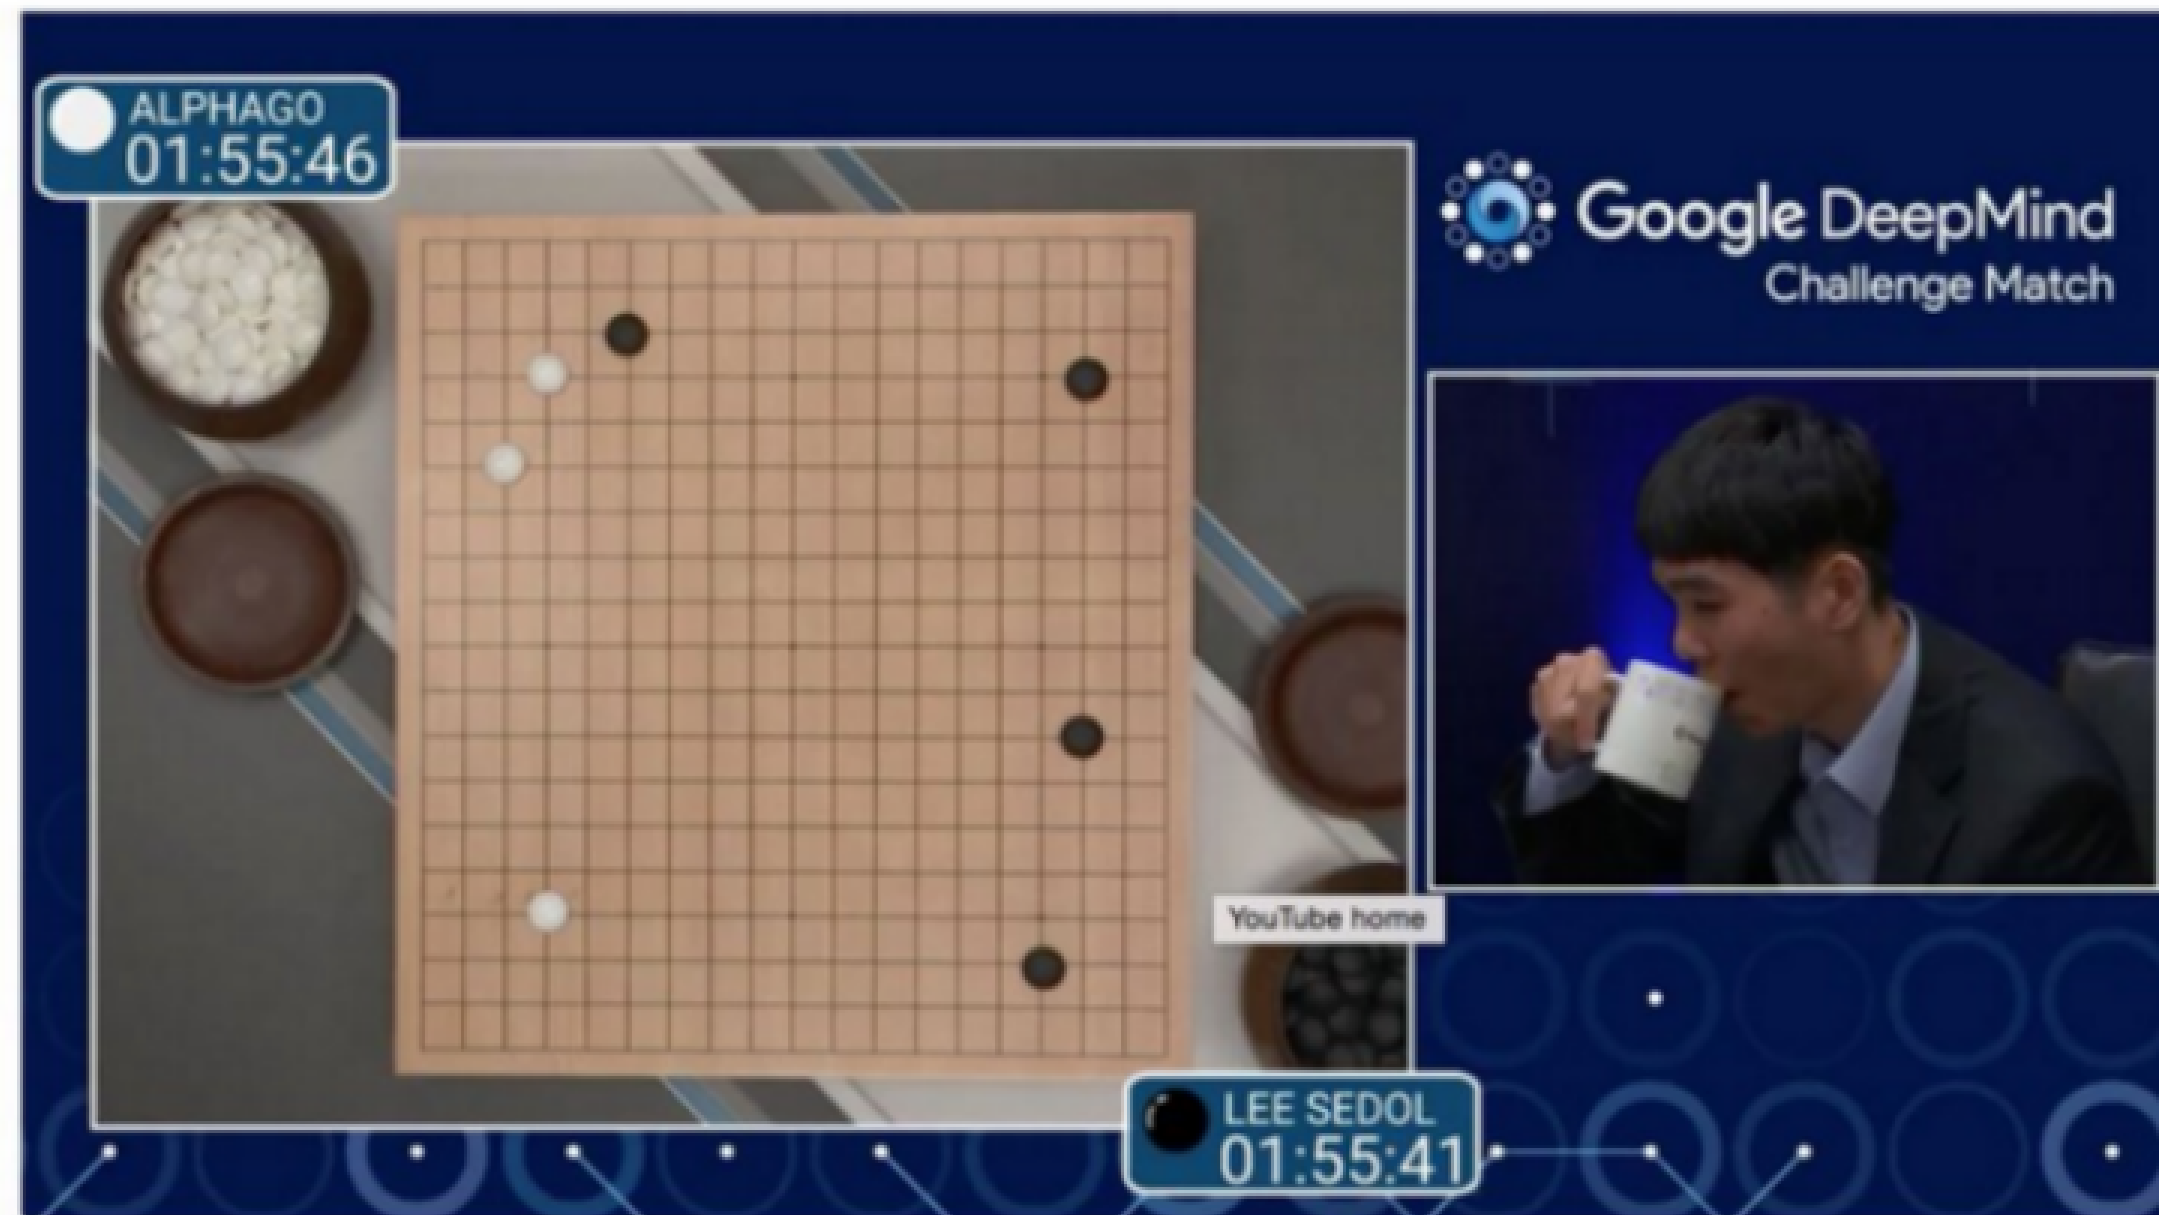 ALPHAGO
01:55:46
Google DeepMind
Challenge Match
YouTube home
LEE SEDOL
01:55:41